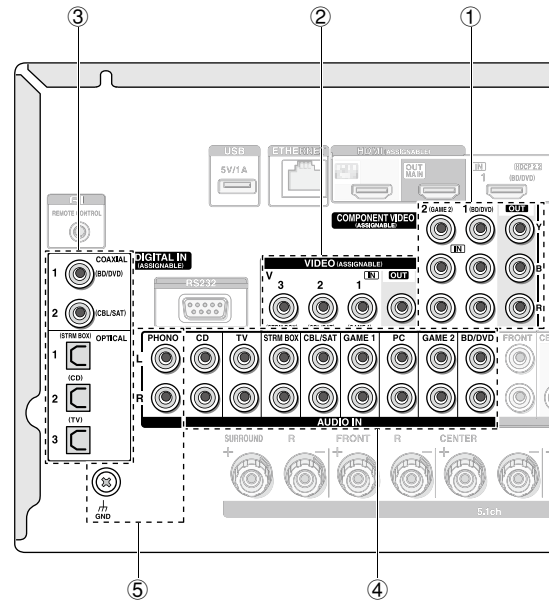 ③ ② ①
USB
5V/1A
ETHERNET
HDMI (ASSIGNABLE)
OUT
MAIN
IN
1
HDCP 2.2
(BD/DVD)
REMOTE CONTROL
COMPONENT VIDEO
(ASSIGNABLE)
2 (GAME 2) 1 (BD/DVD) OUT
IN
Y
COAXIAL
1 (BD/DVD)
2 (CBL/SAT)
DIGITAL IN
(ASSIGNABLE)
RS232
VIDEO (ASSIGNABLE)
V IN OUT
3 2 1
(STRM BOX) OPTICAL
1
(CD)
2
(TV)
3
PHONO CD TV STRM BOX CBL/SAT GAME 1 PC GAME 2 BD/DVD FRONT
L
R
AUDIO IN
GND
SURROUND R FRONT R CENTER
+ − + − + −
5.1ch
⑤ ④